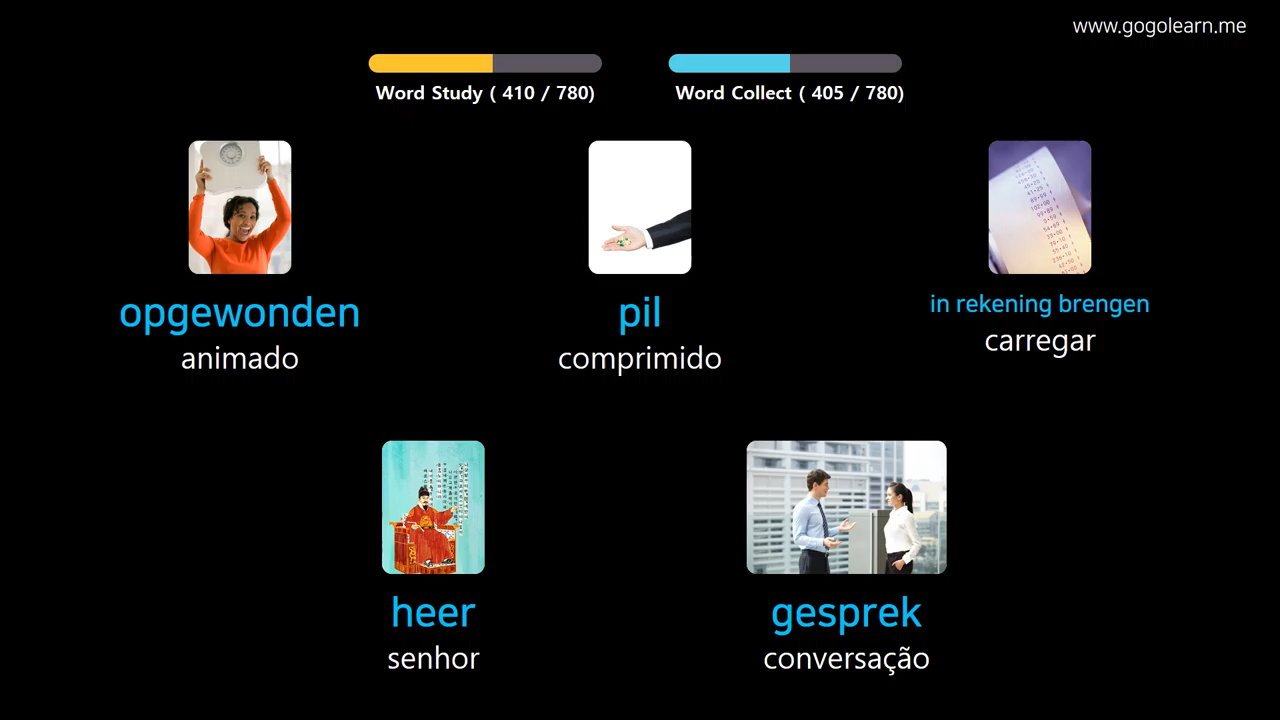 www.gogolearn.me
Word Study ( 410 / 780)
Word Collect ( 405 / 780)
opgewonden
animado
pil
comprimido
in rekening brengen
carregar
heer
senhor
gesprek
conversação